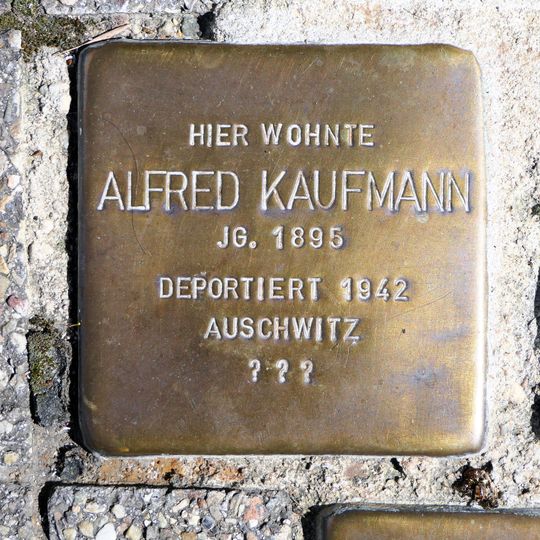 HIER WOHNTE
ALFRED KAUFMANN
JG. 1895
DEPORTIERT 1942
AUSCHWITZ
? ? ?